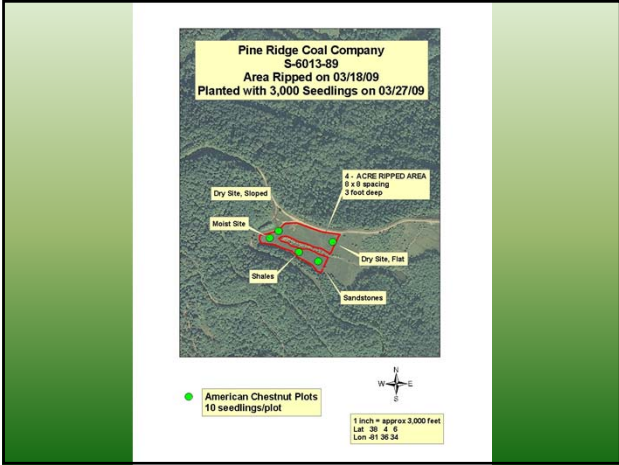 Pine Ridge Coal Company
S-6013-89
Area Ripped on 03/18/09
Planted with 3,000 Seedlings on 03/27/09
4 - ACRE RIPPED AREA
8 x 8 spacing
3 foot deep
Dry Site, Sloped
Moist Site
Dry Site, Flat
Shales
Sandstones
N
W E
S
American Chestnut Plots
10 seedlings/plot
1 inch = approx 3,000 feet
Lat 38 4 6
Lon -81 36 34